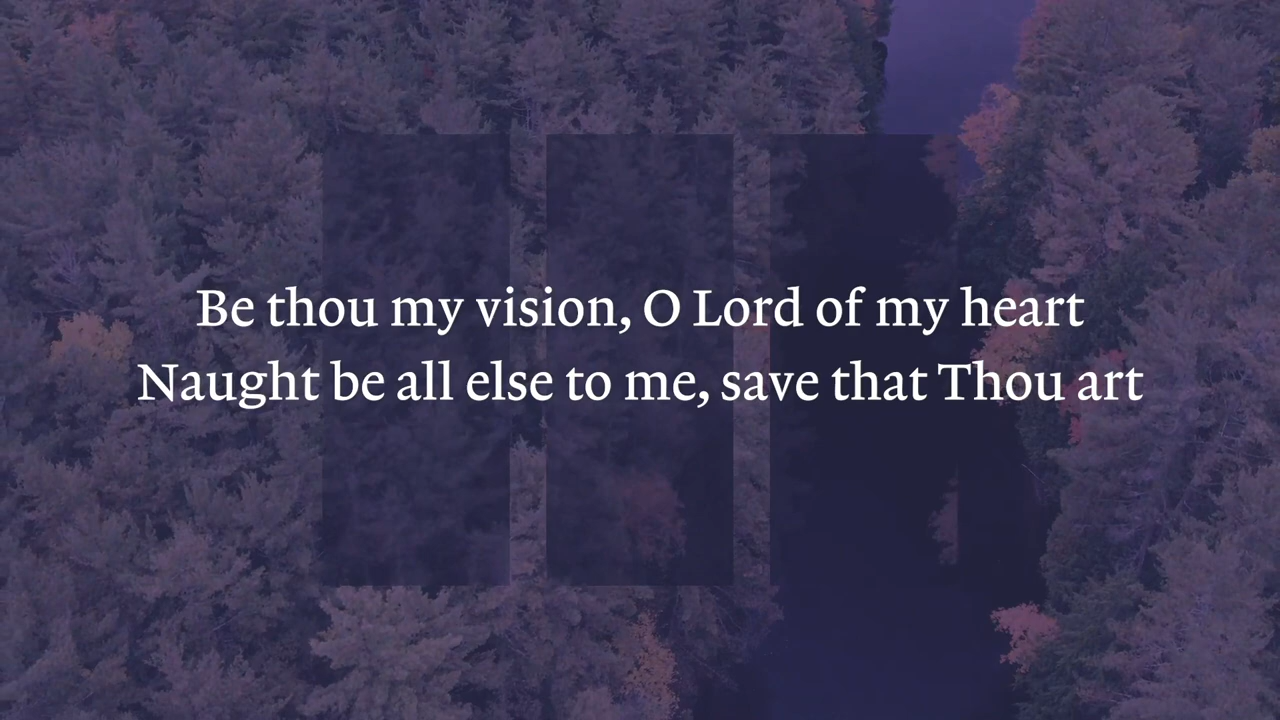 Be thou my vision, O Lord of my heart
Naught be all else to me, save that Thou art